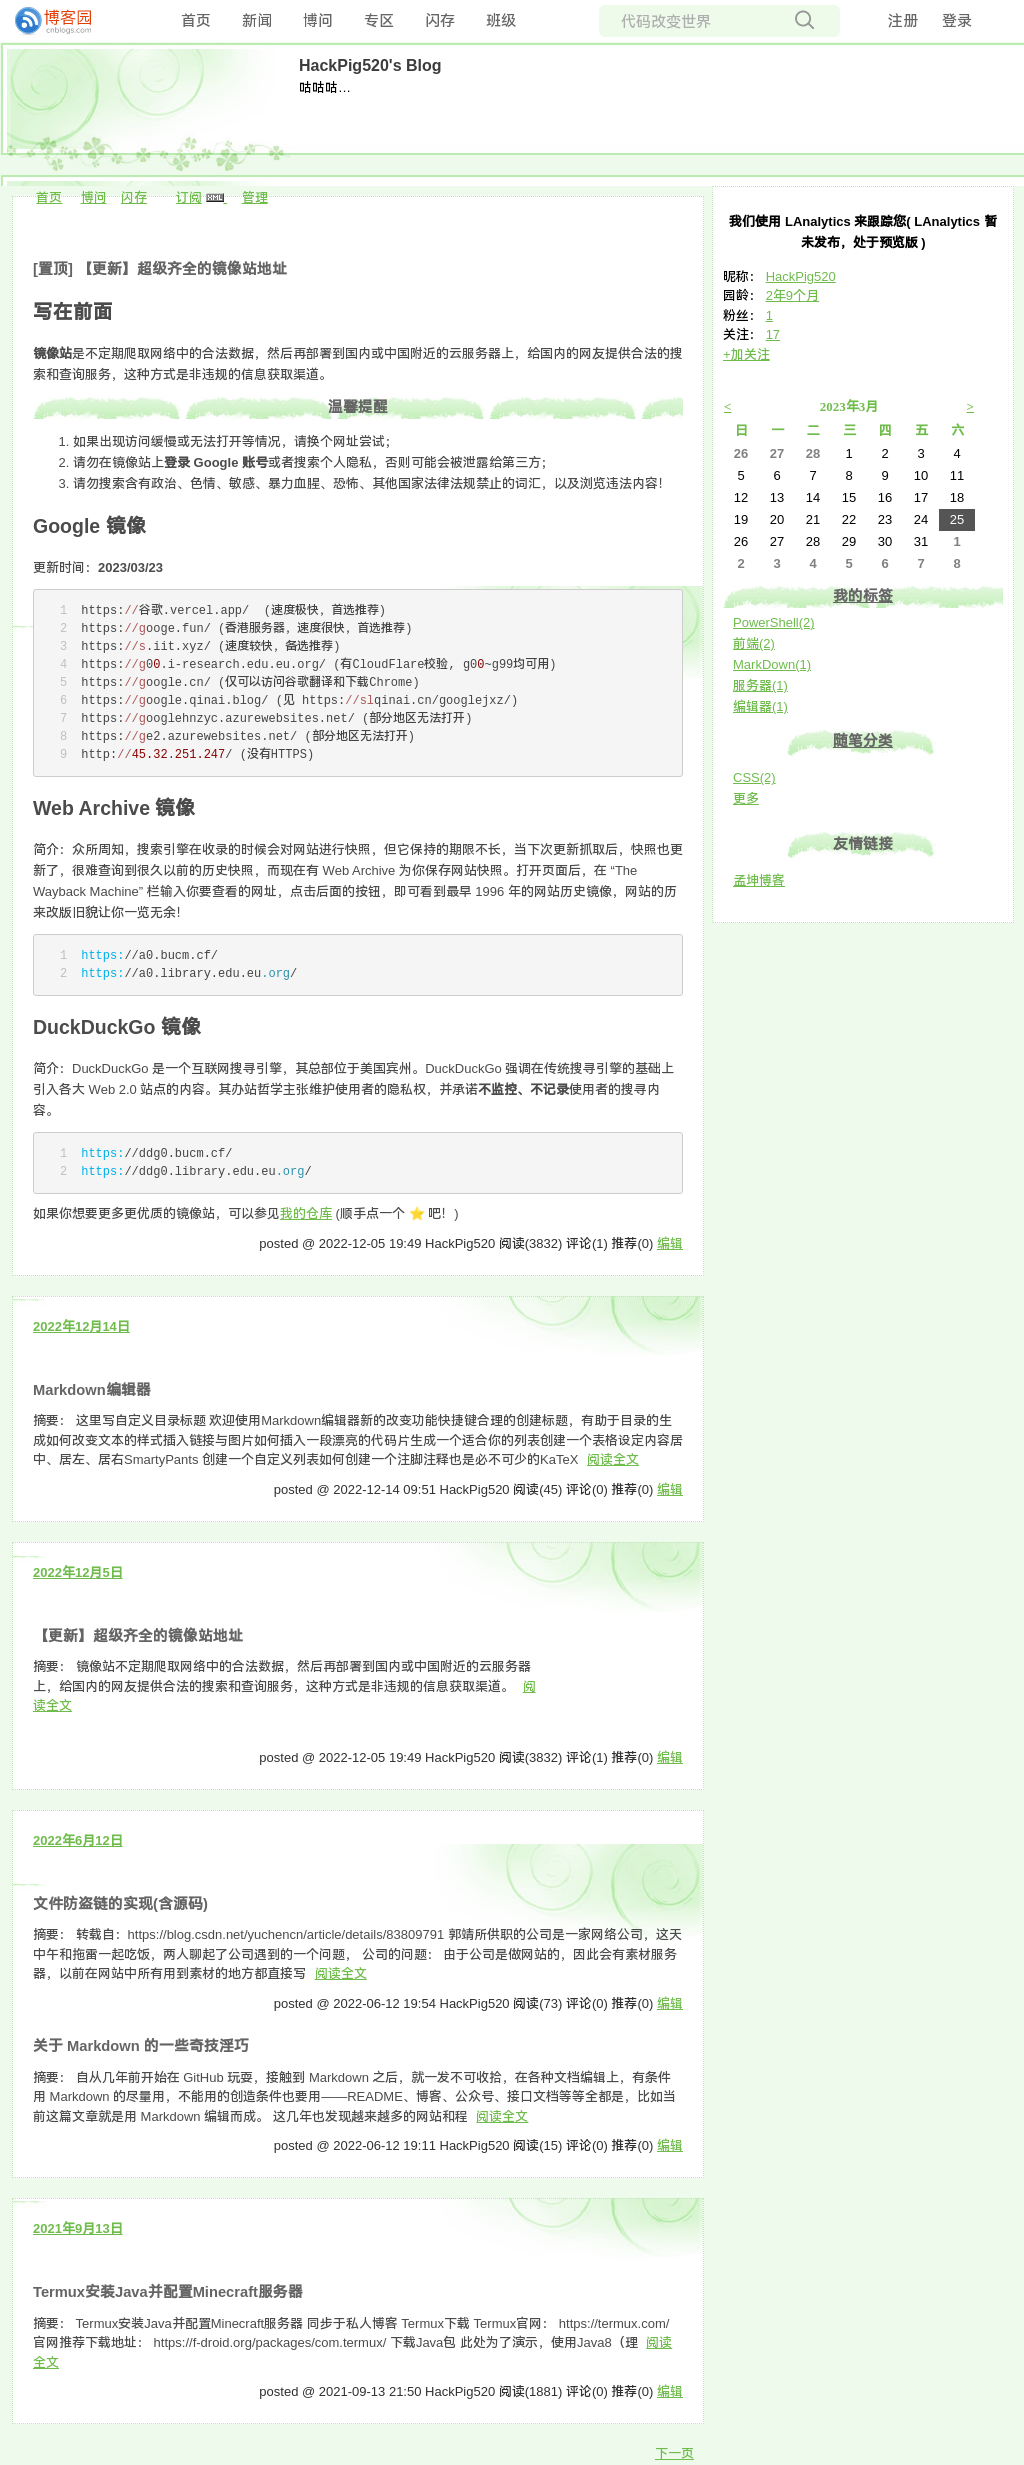 博客园
cnblogs.com
首页 新闻 博问 专区 闪存 班级 代码改变世界 注册 登录
HackPig520's Blog
咕咕咕…
首页 博问 闪存 订阅 XML 管理
[置顶] 【更新】超级齐全的镜像站地址
写在前面
镜像站是不定期爬取网络中的合法数据，然后再部署到国内或中国附近的云服务器上，给国内的网友提供合法的搜
索和查询服务，这种方式是非违规的信息获取渠道。
温馨提醒
1. 如果出现访问缓慢或无法打开等情况，请换个网址尝试；
2. 请勿在镜像站上登录 Google 账号或者搜索个人隐私，否则可能会被泄露给第三方；
3. 请勿搜索含有政治、色情、敏感、暴力血腥、恐怖、其他国家法律法规禁止的词汇，以及浏览违法内容！
Google 镜像
更新时间：2023/03/23
1 https://谷歌.vercel.app/ (速度极快，首选推荐)
2 https://googe.fun/ (香港服务器，速度很快，首选推荐)
3 https://s.iit.xyz/ (速度较快，备选推荐)
4 https://g00.i-research.edu.eu.org/ (有CloudFlare校验, g00~g99均可用)
5 https://google.cn/ (仅可以访问谷歌翻译和下载Chrome)
6 https://google.qinai.blog/ (见 https://slqinai.cn/googlejxz/)
7 https://googlehnzyc.azurewebsites.net/ (部分地区无法打开)
8 https://ge2.azurewebsites.net/ (部分地区无法打开)
9 http://45.32.251.247/ (没有HTTPS)
Web Archive 镜像
简介：众所周知，搜索引擎在收录的时候会对网站进行快照，但它保持的期限不长，当下次更新抓取后，快照也更
新了，很难查询到很久以前的历史快照，而现在有 Web Archive 为你保存网站快照。打开页面后，在 “The
Wayback Machine” 栏输入你要查看的网址，点击后面的按钮，即可看到最早 1996 年的网站历史镜像，网站的历
来改版旧貌让你一览无余！
1 https://a0.bucm.cf/
2 https://a0.library.edu.eu.org/
DuckDuckGo 镜像
简介：DuckDuckGo 是一个互联网搜寻引擎，其总部位于美国宾州。DuckDuckGo 强调在传统搜寻引擎的基础上
引入各大 Web 2.0 站点的内容。其办站哲学主张维护使用者的隐私权，并承诺不监控、不记录使用者的搜寻内
容。
1 https://ddg0.bucm.cf/
2 https://ddg0.library.edu.eu.org/
如果你想要更多更优质的镜像站，可以参见我的仓库 (顺手点一个 ⭐ 吧！)
posted @ 2022-12-05 19:49 HackPig520 阅读(3832) 评论(1) 推荐(0) 编辑
2022年12月14日
Markdown编辑器
摘要： 这里写自定义目录标题 欢迎使用Markdown编辑器新的改变功能快捷键合理的创建标题，有助于目录的生
成如何改变文本的样式插入链接与图片如何插入一段漂亮的代码片生成一个适合你的列表创建一个表格设定内容居
中、居左、居右SmartyPants 创建一个自定义列表如何创建一个注脚注释也是必不可少的KaTeX 阅读全文
posted @ 2022-12-14 09:51 HackPig520 阅读(45) 评论(0) 推荐(0) 编辑
2022年12月5日
【更新】超级齐全的镜像站地址
摘要： 镜像站不定期爬取网络中的合法数据，然后再部署到国内或中国附近的云服务器
上，给国内的网友提供合法的搜索和查询服务，这种方式是非违规的信息获取渠道。 阅
读全文
posted @ 2022-12-05 19:49 HackPig520 阅读(3832) 评论(1) 推荐(0) 编辑
2022年6月12日
文件防盗链的实现(含源码)
摘要： 转载自：https://blog.csdn.net/yuchencn/article/details/83809791 郭靖所供职的公司是一家网络公司，这天
中午和拖雷一起吃饭，两人聊起了公司遇到的一个问题， 公司的问题： 由于公司是做网站的，因此会有素材服务
器，以前在网站中所有用到素材的地方都直接写 阅读全文
posted @ 2022-06-12 19:54 HackPig520 阅读(73) 评论(0) 推荐(0) 编辑
关于 Markdown 的一些奇技淫巧
摘要： 自从几年前开始在 GitHub 玩耍，接触到 Markdown 之后，就一发不可收拾，在各种文档编辑上，有条件
用 Markdown 的尽量用，不能用的创造条件也要用——README、博客、公众号、接口文档等等全都是，比如当
前这篇文章就是用 Markdown 编辑而成。 这几年也发现越来越多的网站和程 阅读全文
posted @ 2022-06-12 19:11 HackPig520 阅读(15) 评论(0) 推荐(0) 编辑
2021年9月13日
Termux安装Java并配置Minecraft服务器
摘要： Termux安装Java并配置Minecraft服务器 同步于私人博客 Termux下载 Termux官网： https://termux.com/
官网推荐下载地址： https://f-droid.org/packages/com.termux/ 下载Java包 此处为了演示，使用Java8（理 阅读
全文
posted @ 2021-09-13 21:50 HackPig520 阅读(1881) 评论(0) 推荐(0) 编辑
下一页
我们使用 LAnalytics 来跟踪您( LAnalytics 暂
未发布，处于预览版 )
昵称： HackPig520
园龄： 2年9个月
粉丝： 1
关注： 17
+加关注
< 2023年3月 >
日 一 二 三 四 五 六
26 27 28 1 2 3 4
5 6 7 8 9 10 11
12 13 14 15 16 17 18
19 20 21 22 23 24 25
26 27 28 29 30 31 1
2 3 4 5 6 7 8
我的标签
PowerShell(2)
前端(2)
MarkDown(1)
服务器(1)
编辑器(1)
随笔分类
CSS(2)
更多
友情链接
孟坤博客